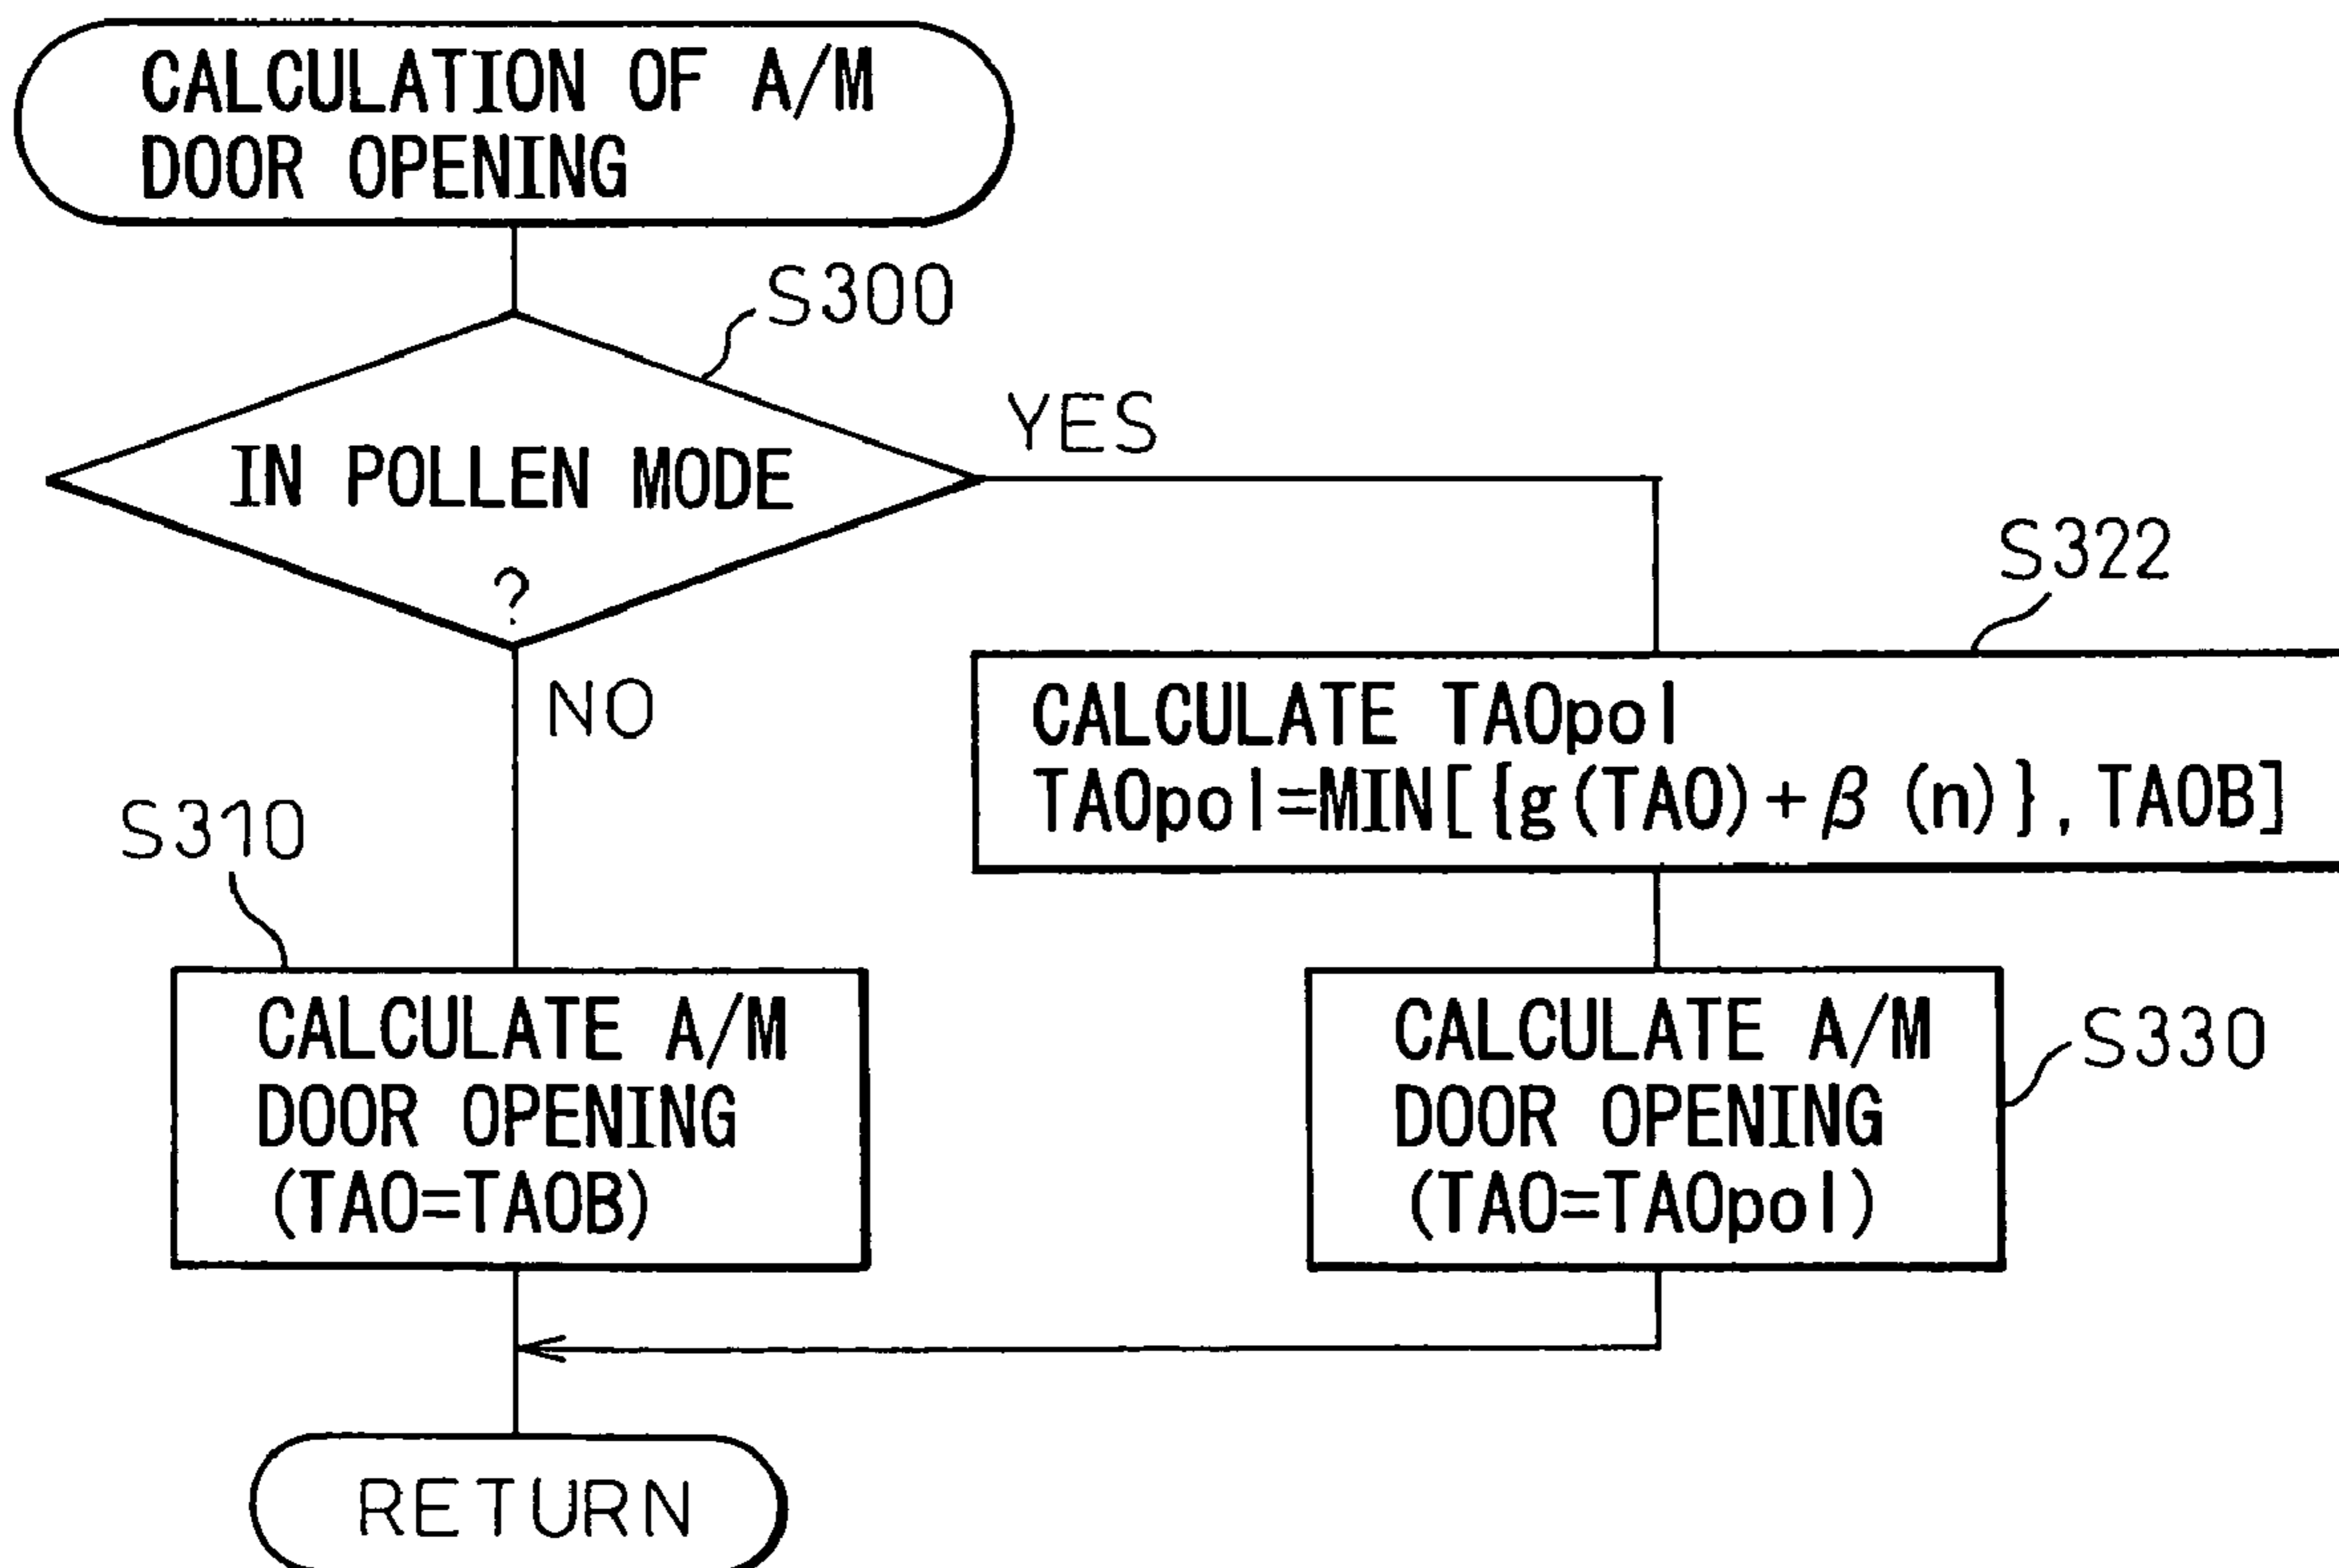 CALCULATION OF A/M
DOOR OPENING
S300
IN POLLEN MODE
?
YES
NO
S322
CALCULATE TAOpol
TAOpol=MIN[{g(TAO)+β(n)}, TAOB]
S310
CALCULATE A/M
DOOR OPENING
(TAO=TAOB)
CALCULATE A/M
DOOR OPENING
(TAO=TAOpol)
S330
RETURN